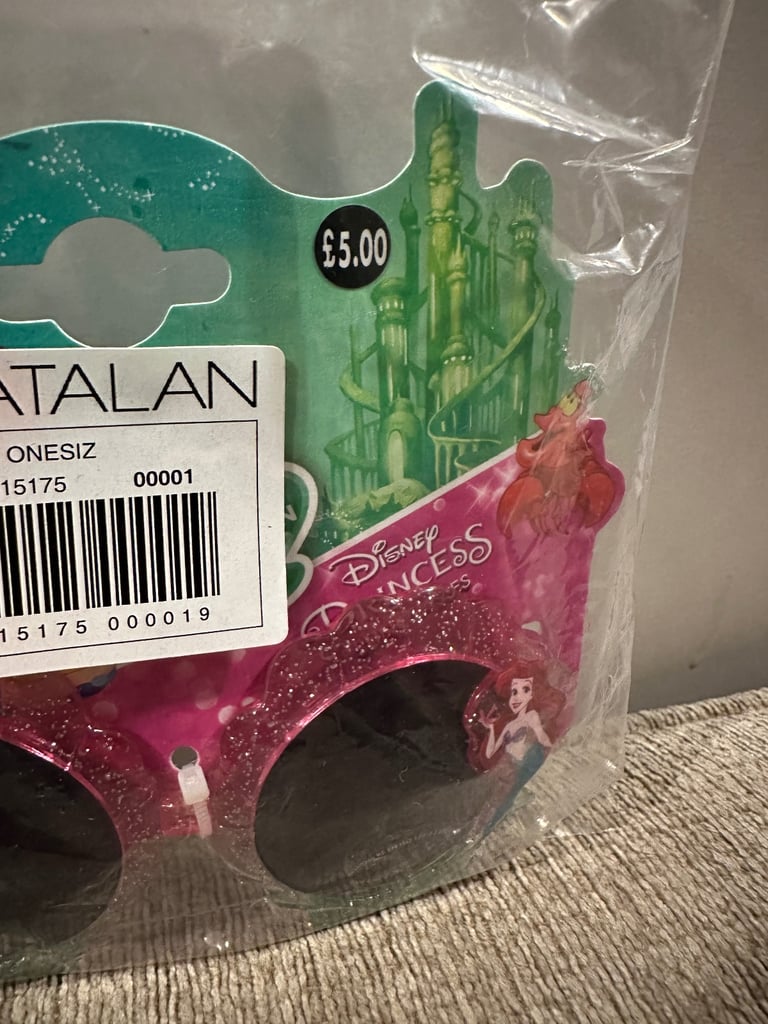 £5.00
ATALAN
ONESIZ
15175 00001
15175 000019
DISNEY
PRINCESS